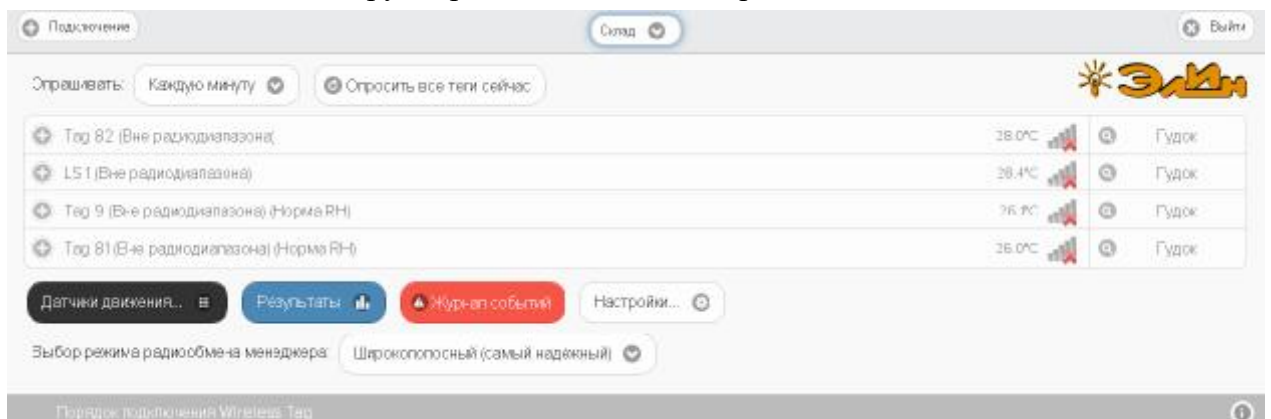 Подключение Склад Выйти
Опрашивать: Каждую минуту Опросить все теги сейчас ЭлИн
Tag 82 (Вне радиодиапазона( 28.0°C Гудок
LS1 (Вне радиодиапазона) 28.4°C Гудок
Tag 9 (Вне радиодиапазона) (Норма RH) Гудок
Tag 81 (Вне радиодиапазона) (Норма RH) 26.0°C Гудок
Датчики движения... Результаты Журнал событий Настройки...
Выбор режима радиообмена менеджера: Широкополосный (самый надёжный)
Порядок подключения Wireless Tag